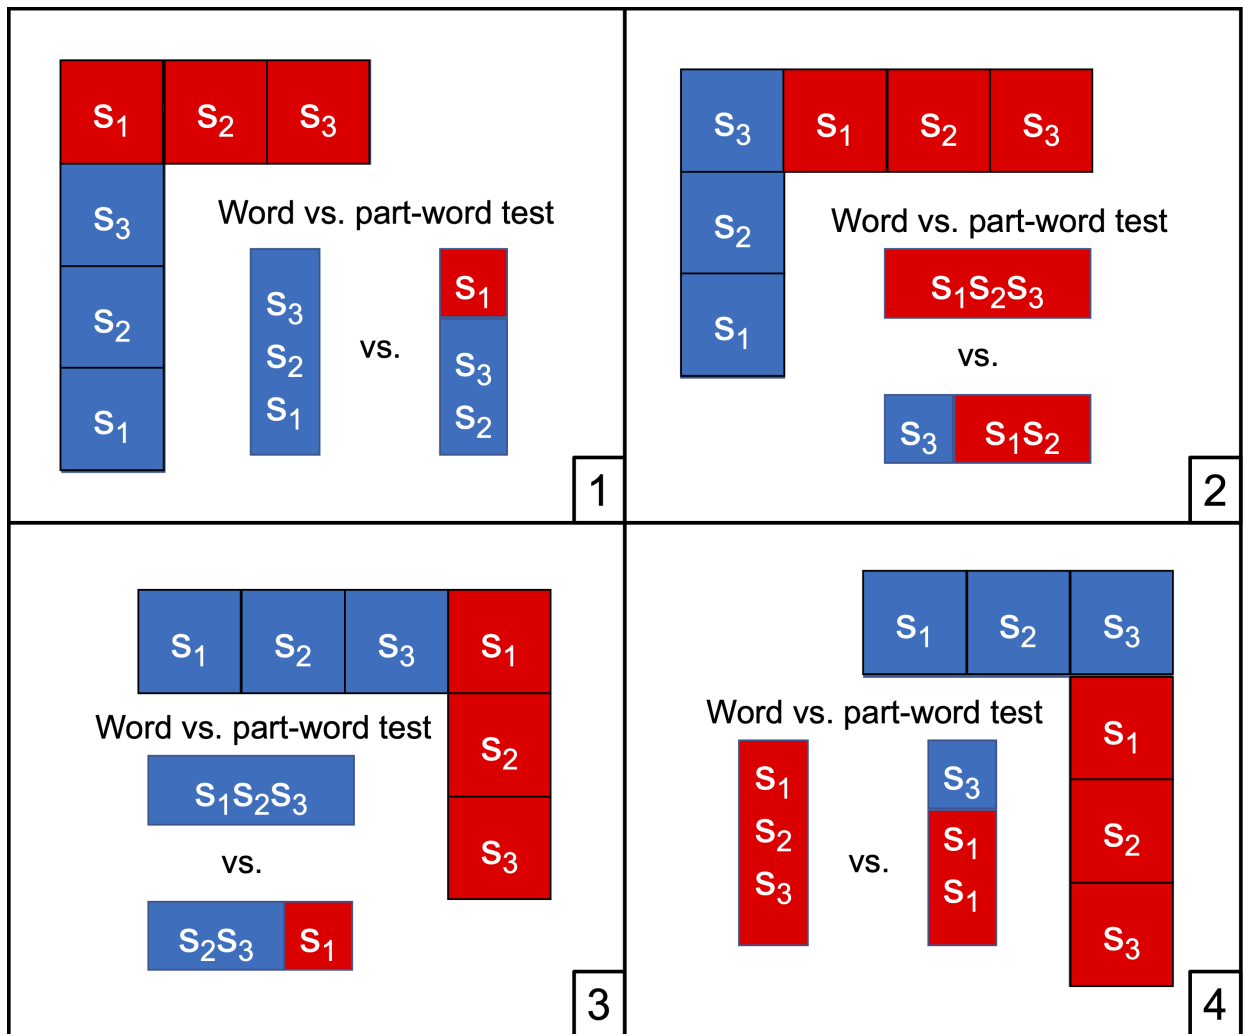 s₁ s₂ s₃
s₃
s₂
s₁
Word vs. part-word test
s₃
s₂
s₁
vs.
s₁
s₃
s₂
1
s₃ s₁ s₂ s₃
s₂
s₁
Word vs. part-word test
s₁s₂s₃
vs.
s₃ s₁s₂
2
s₁ s₂ s₃ s₁
s₂
s₃
Word vs. part-word test
s₁s₂s₃
vs.
s₂s₃ s₁
3
s₁ s₂ s₃
s₁
s₂
s₃
Word vs. part-word test
s₁
s₂
s₃
vs.
s₃
s₁
s₁
4